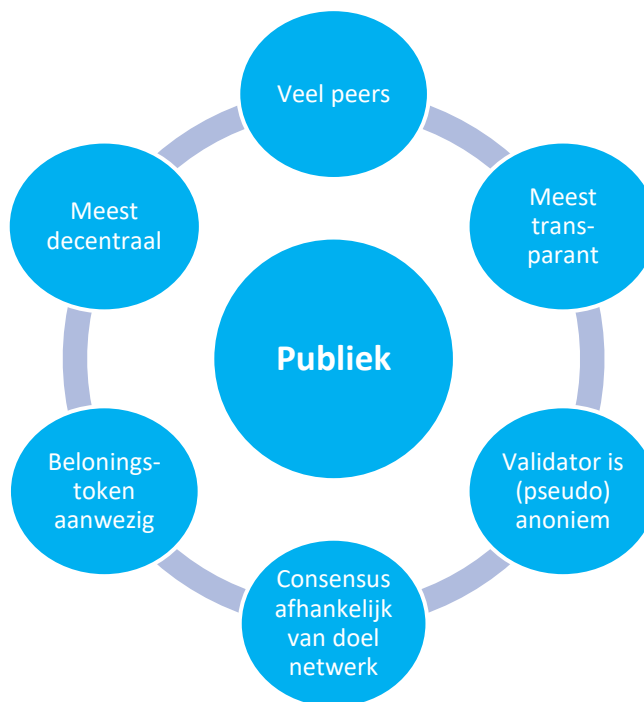 Veel peers
Meest
trans-
parant
Validator is
(pseudo)
anoniem
Consensus
afhankelijk
van doel
netwerk
Belonings-
token
aanwezig
Meest
decentraal
Publiek